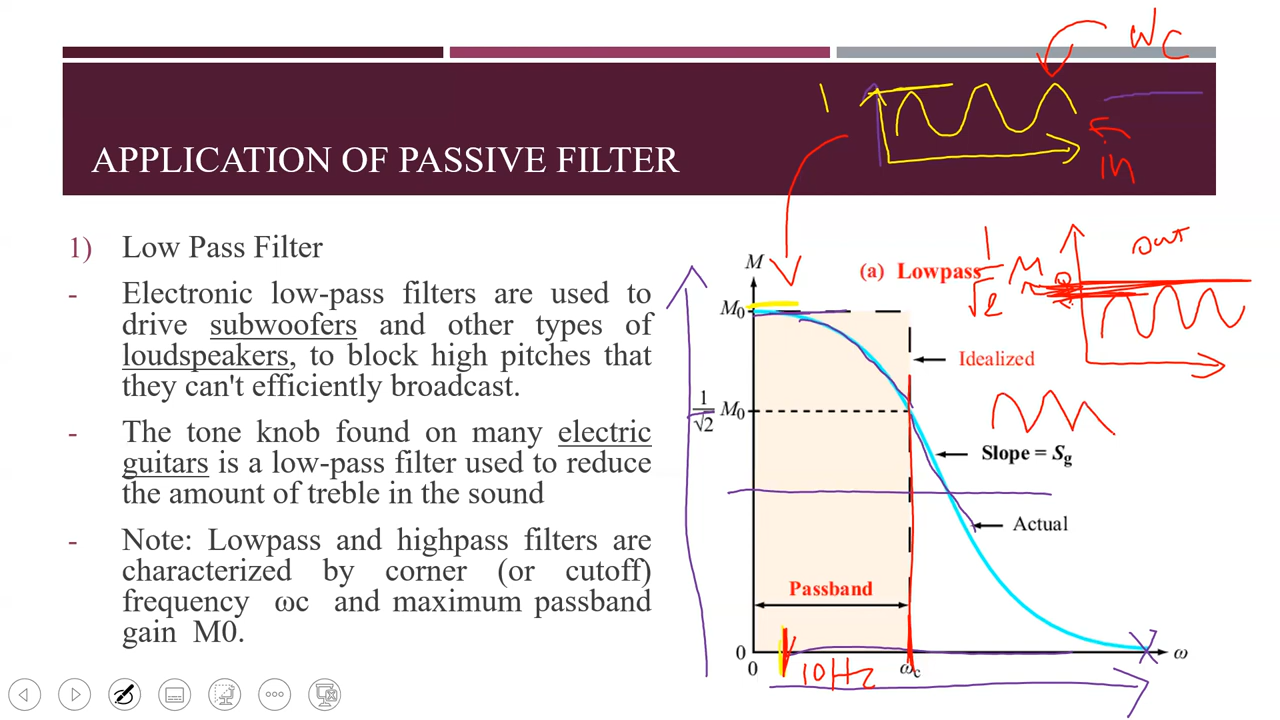 ωc
1
in
APPLICATION OF PASSIVE FILTER
1) Low Pass Filter
- Electronic low-pass filters are used to
drive subwoofers and other types of
loudspeakers, to block high pitches that
they can't efficiently broadcast.
- The tone knob found on many electric
guitars is a low-pass filter used to reduce
the amount of treble in the sound
- Note: Lowpass and highpass filters are
characterized by corner (or cutoff)
frequency ωc and maximum passband
gain M0.
out
1/√2 M
M
(a) Lowpass
M₀
Idealized
1/√2 M₀
Slope = Sg
Actual
Passband
0
0
10Hz
ωc
ω